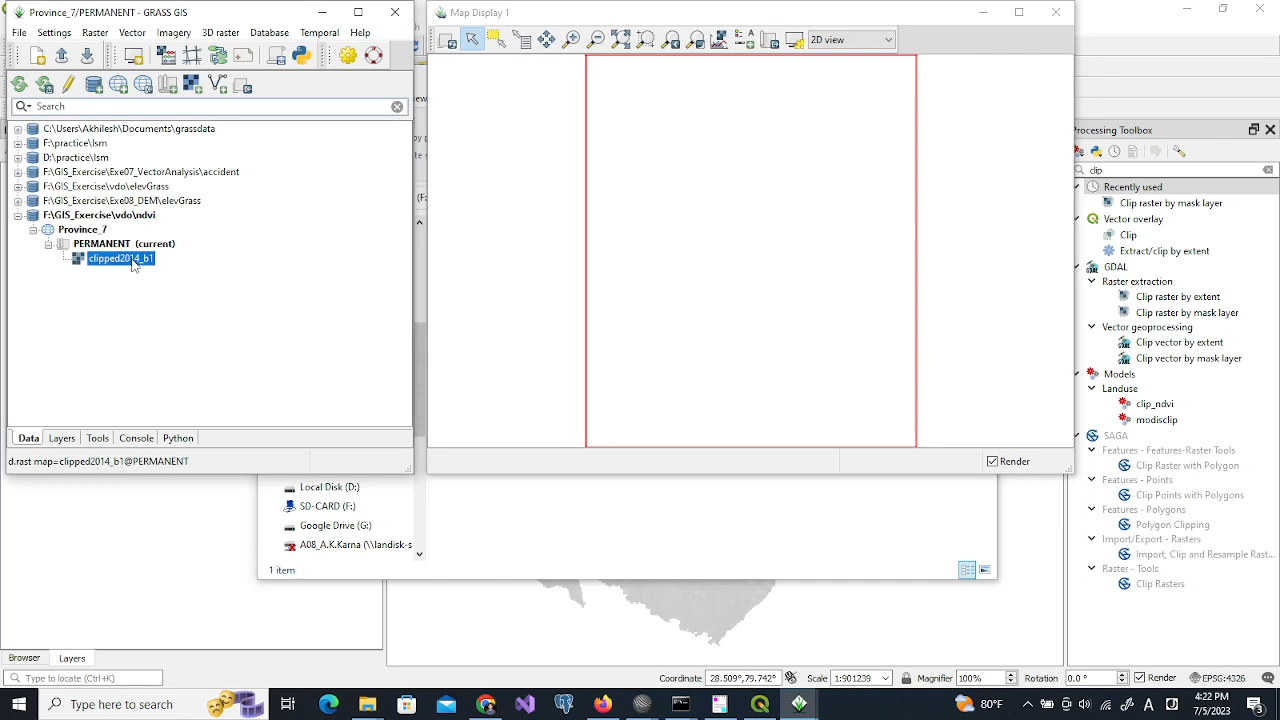 Province_7/PERMANENT - GRASS GIS
File Settings Raster Vector Imagery 3D raster Database Temporal Help
Search
C:\Users\Akhilesh\Documents\grassdata
F:\practice\lsm
D:\practice\lsm
F:\GIS_Exercise\Exe07_VectorAnalysis\accident
F:\GIS_Exercise\vdo\elevGrass
F:\GIS_Exercise\Exe08_DEM\elevGrass
F:\GIS_Exercise\vdo\ndvi
Province_7
PERMANENT (current)
clipped2014_b1
Data Layers Tools Console Python
d.rast map=clipped2014_b1@PERMANENT
Map Display 1
2D view
Render
Local Disk (D:)
SD-CARD (F:)
Google Drive (G:)
A08_A.K.Karna (\\landisk-s
1 item
Processing Toolbox
clip
Recently used
Clip raster by mask layer
Vector overlay
Clip
Extract/clip by extent
GDAL
Raster extraction
Clip raster by extent
Clip raster by mask layer
Vector geoprocessing
Clip vector by extent
Clip vector by mask layer
Models
Landuse
clip_ndvi
modisclip
SAGA
Features - Features-Raster Tools
Clip Raster with Polygon
Features - Points
Clip Points with Polygons
Features - Polygons
Polygon Clipping
Import/Export - Rasters
Import, Clip and Resample Rast...
Raster - Tools
Clip Rasters
Browser Layers
Type to locate (Ctrl+K)
Coordinate 28.509°,79.742° Scale 1:901239 Magnifier 100% Rotation 0.0 ° Render EPSG:4326
Type here to search
80°F
4:22 PM
7/5/2023